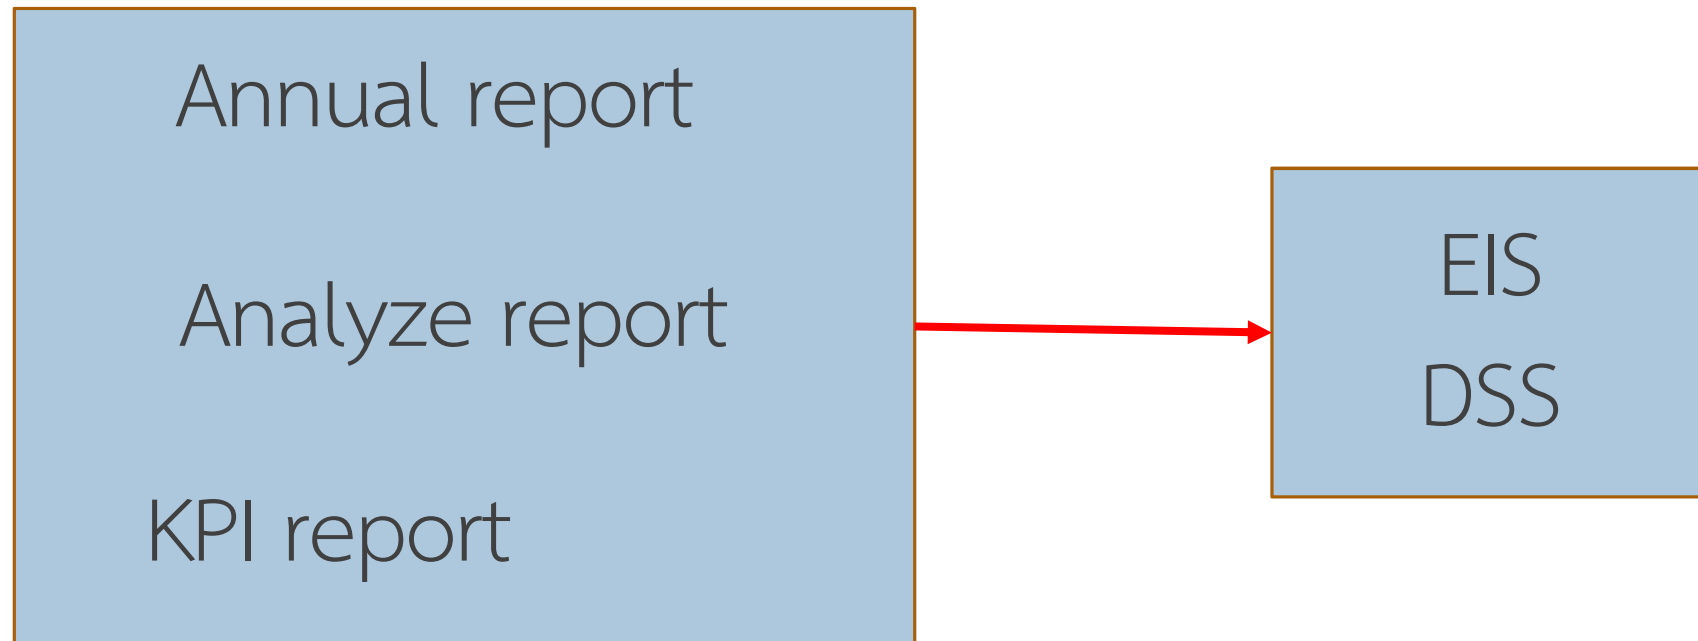 Annual report
Analyze report
KPI report
EIS
DSS